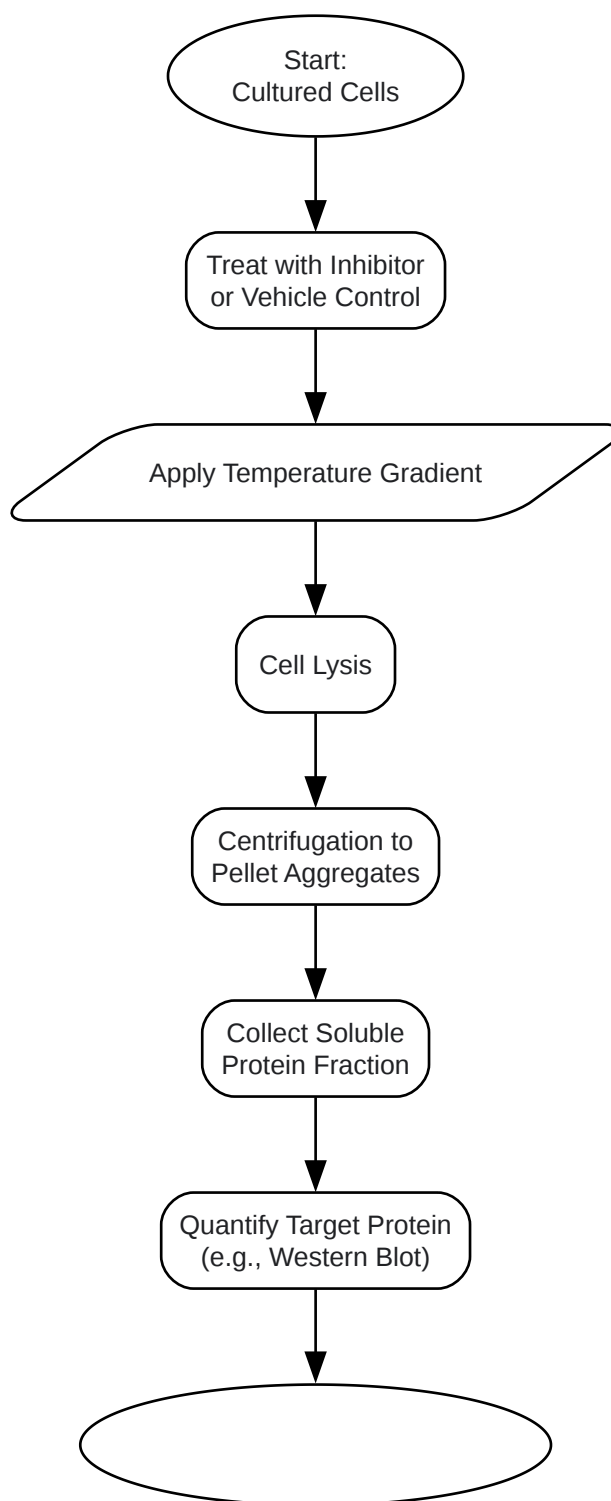 Start:
Cultured Cells
Treat with Inhibitor
or Vehicle Control
Apply Temperature Gradient
Cell Lysis
Centrifugation to
Pellet Aggregates
Collect Soluble
Protein Fraction
Quantify Target Protein
(e.g., Western Blot)